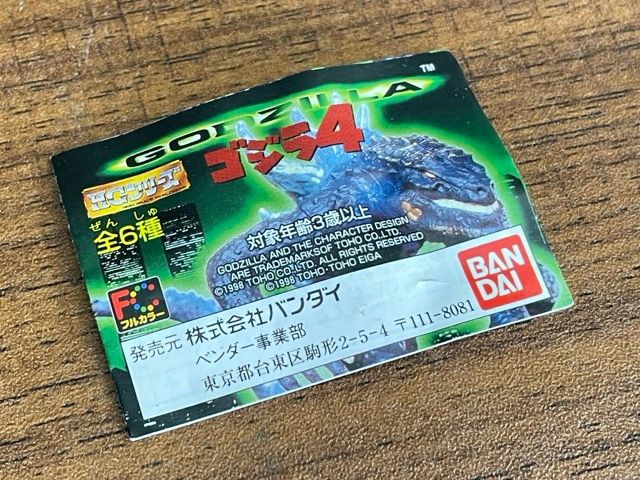 GODZILLA
TM
ゴジラ4
HGシリーズ
ぜん しゅ
全6種
対象年齢3歳以上
GODZILLA AND THE CHARACTER DESIGN
ARE TRADEMARKSOF TOHO CO.LTD.
©1998 TOHO CO.LTD. ALL RIGHTS RESERVED
©1998 TOHO・TOHO EIGA
F
フルカラー
BAN
DAI
発売元 株式会社バンダイ
ベンダー事業部
東京都台東区駒形2-5-4 〒111-8081